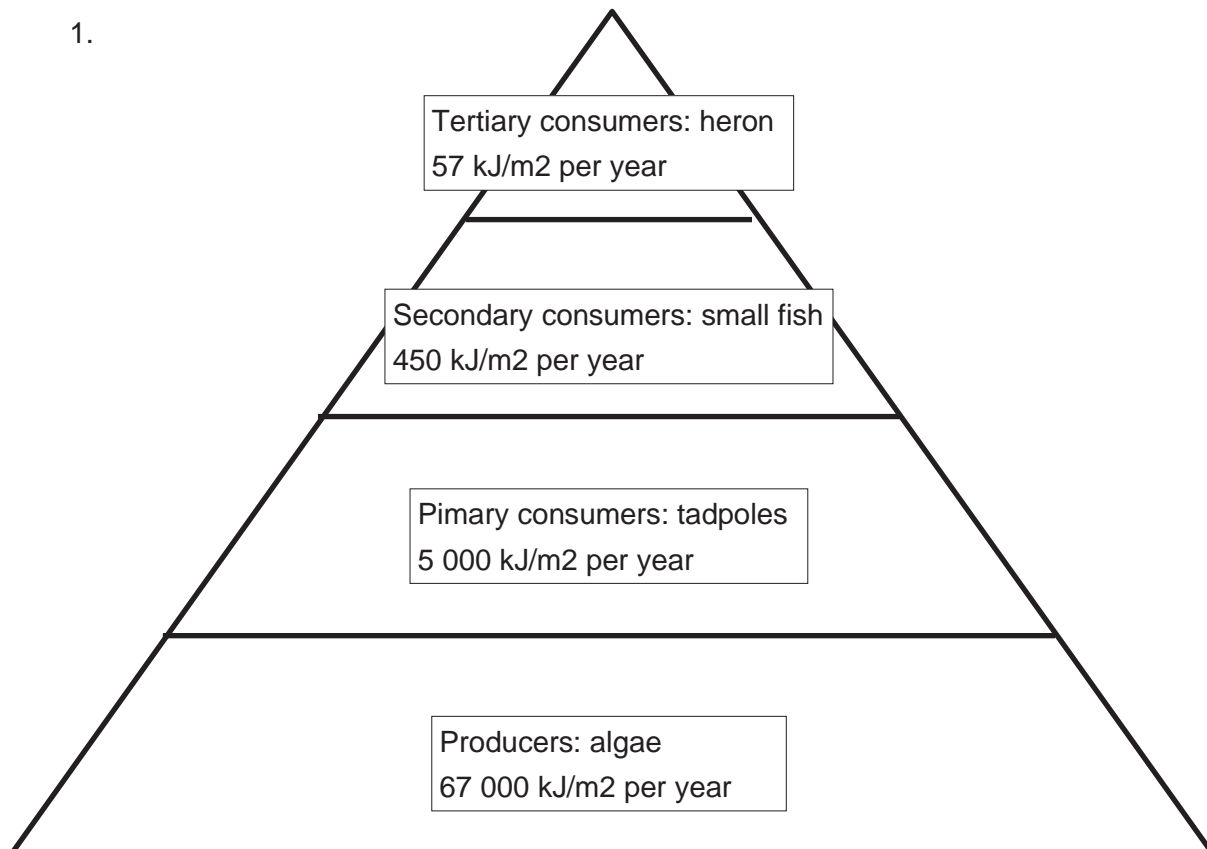 1.
Tertiary consumers: heron
57 kJ/m2 per year
Secondary consumers: small fish
450 kJ/m2 per year
Pimary consumers: tadpoles
5 000 kJ/m2 per year
Producers: algae
67 000 kJ/m2 per year